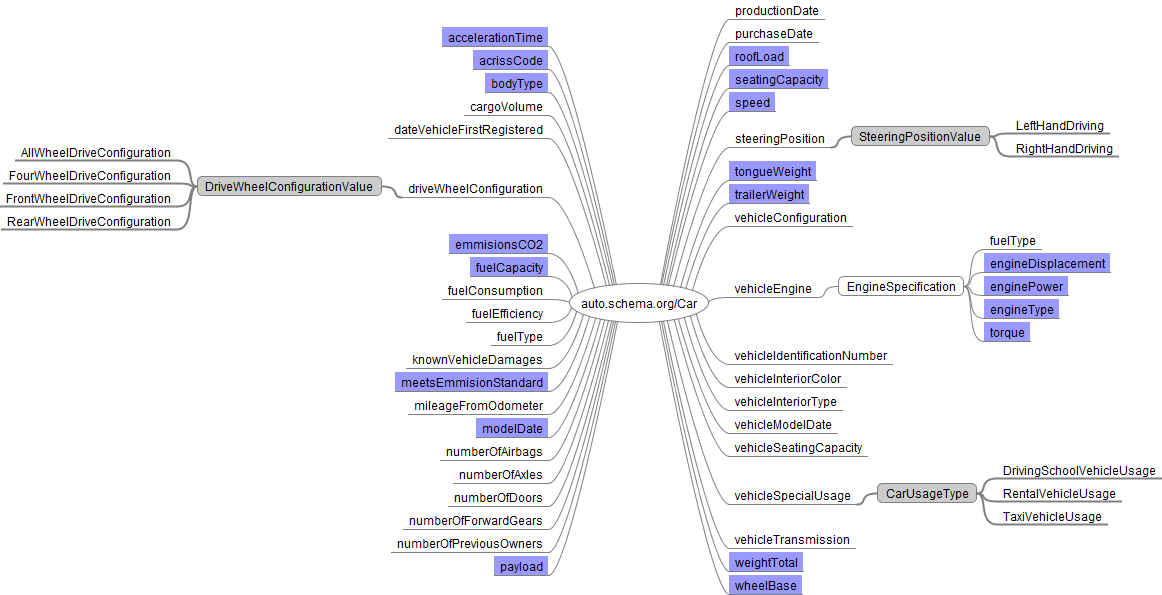 accelerationTime
acrissCode
bodyType
cargoVolume
dateVehicleFirstRegistered
AllWheelDriveConfiguration
FourWheelDriveConfiguration
FrontWheelDriveConfiguration
RearWheelDriveConfiguration
DriveWheelConfigurationValue
driveWheelConfiguration
emmisionsCO2
fuelCapacity
fuelConsumption
fuelEfficiency
fuelType
knownVehicleDamages
meetsEmmisionStandard
mileageFromOdometer
modelDate
numberOfAirbags
numberOfAxles
numberOfDoors
numberOfForwardGears
numberOfPreviousOwners
payload
auto.schema.org/Car
productionDate
purchaseDate
roofLoad
seatingCapacity
speed
steeringPosition
SteeringPositionValue
LeftHandDriving
RightHandDriving
tongueWeight
trailerWeight
vehicleConfiguration
vehicleEngine
EngineSpecification
fuelType
engineDisplacement
enginePower
engineType
torque
vehicleIdentificationNumber
vehicleInteriorColor
vehicleInteriorType
vehicleModelDate
vehicleSeatingCapacity
vehicleSpecialUsage
CarUsageType
DrivingSchoolVehicleUsage
RentalVehicleUsage
TaxiVehicleUsage
vehicleTransmission
weightTotal
wheelBase